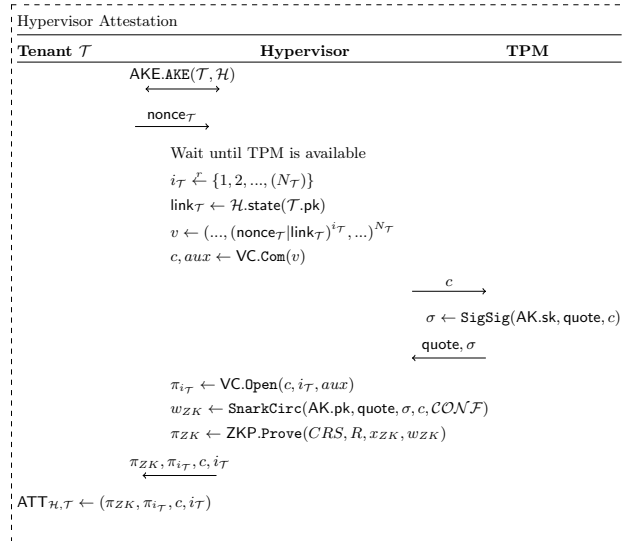 Hypervisor Attestation
Tenant 𝒯 Hypervisor TPM
AKE.AKE(𝒯, ℋ)
nonce_𝒯
Wait until TPM is available
i_𝒯 ←^r {1, 2, ..., (N_𝒯)}
link_𝒯 ← ℋ.state(𝒯.pk)
v ← (..., (nonce_𝒯|link_𝒯)^{i_𝒯}, ...)^{N_𝒯}
c, aux ← VC.Com(v)
c
σ ← SigSig(AK.sk, quote, c)
quote, σ
π_{i_𝒯} ← VC.Open(c, i_𝒯, aux)
w_{ZK} ← SnarkCirc(AK.pk, quote, σ, c, 𝒞𝒪𝒩ℱ)
π_{ZK} ← ZKP.Prove(CRS, R, x_{ZK}, w_{ZK})
π_{ZK}, π_{i_𝒯}, c, i_𝒯
ATT_{ℋ,𝒯} ← (π_{ZK}, π_{i_𝒯}, c, i_𝒯)